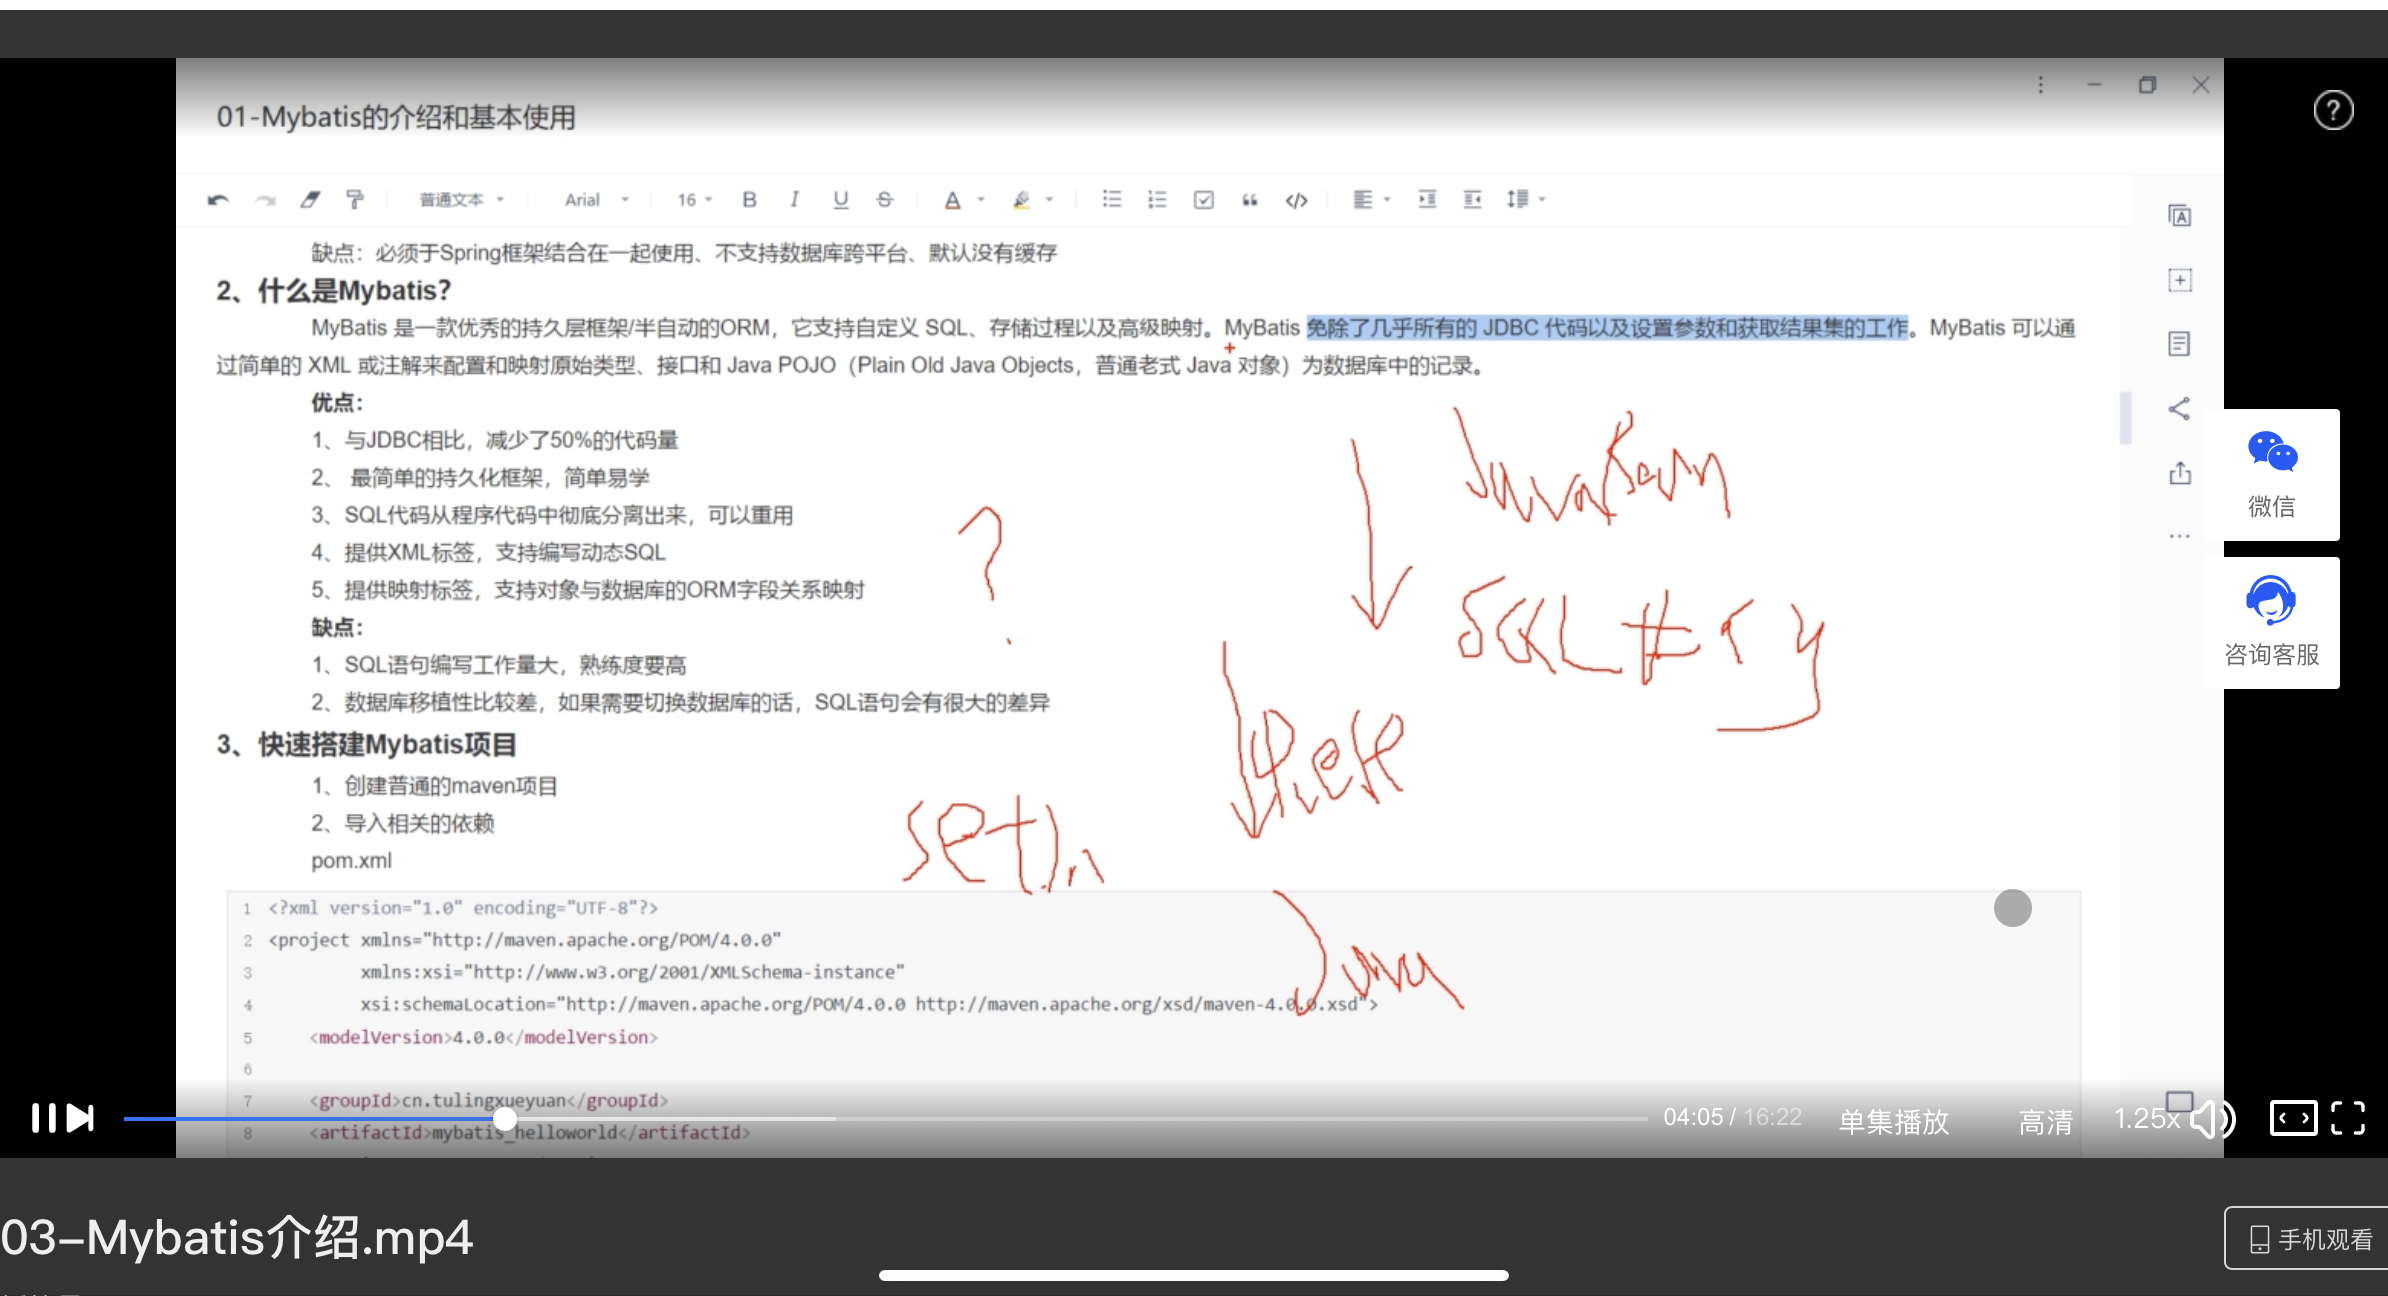 01-Mybatis的介绍和基本使用
普通文本 Arial 16 B I U S A
缺点：必须于Spring框架结合在一起使用、不支持数据库跨平台、默认没有缓存
2、什么是Mybatis？
MyBatis 是一款优秀的持久层框架/半自动的ORM，它支持自定义 SQL、存储过程以及高级映射。MyBatis 免除了几乎所有的 JDBC 代码以及设置参数和获取结果集的工作。MyBatis 可以通
过简单的 XML 或注解来配置和映射原始类型、接口和 Java POJO（Plain Old Java Objects，普通老式 Java 对象）为数据库中的记录。
优点：
1、与JDBC相比，减少了50%的代码量
2、 最简单的持久化框架，简单易学
3、SQL代码从程序代码中彻底分离出来，可以重用
4、提供XML标签，支持编写动态SQL
5、提供映射标签，支持对象与数据库的ORM字段关系映射
缺点：
1、SQL语句编写工作量大，熟练度要高
2、数据库移植性比较差，如果需要切换数据库的话，SQL语句会有很大的差异
?
SQL #
set
3、快速搭建Mybatis项目
1、创建普通的maven项目
2、导入相关的依赖
pom.xml
1 <?xml version="1.0" encoding="UTF-8"?>
2 <project xmlns="http://maven.apache.org/POM/4.0.0"
3 xmlns:xsi="http://www.w3.org/2001/XMLSchema-instance"
4 xsi:schemaLocation="http://maven.apache.org/POM/4.0.0 http://maven.apache.org/xsd/maven-4.0.0.xsd">
5 <modelVersion>4.0.0</modelVersion>
6
7 <groupId>cn.tulingxueyuan</groupId>
8 <artifactId>mybatis_helloworld</artifactId>
微信
咨询客服
04:05 / 16:22 单集播放 高清 1.25x
03-Mybatis介绍.mp4
手机观看